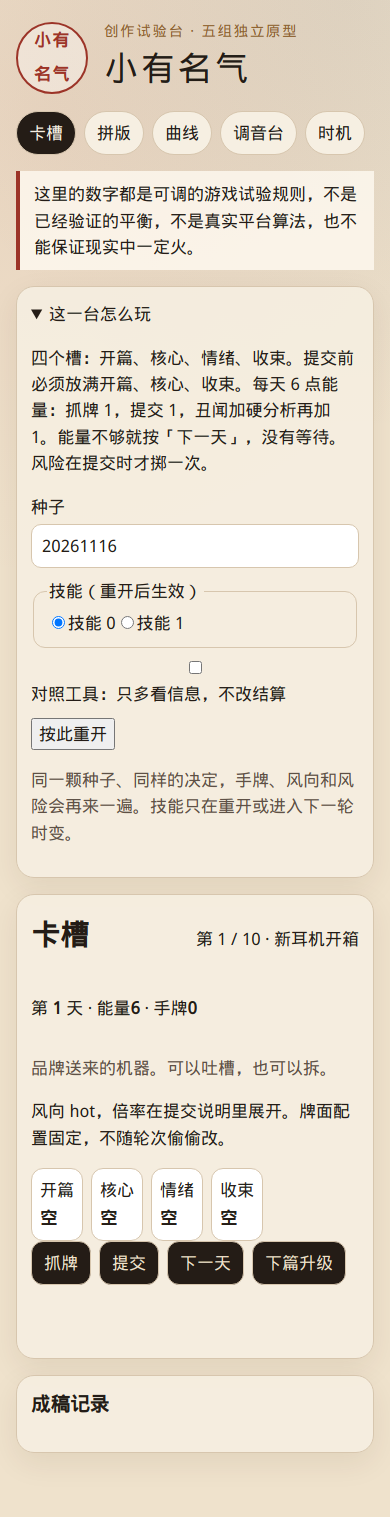 小有
名气
创作试验台 · 五组独立原型
小有名气
卡槽
拼版
曲线
调音台
时机
这里的数字都是可调的游戏试验规则，不是
已经验证的平衡，不是真实平台算法，也不
能保证现实中一定火。
▼ 这一台怎么玩
四个槽：开篇、核心、情绪、收束。提交前
必须放满开篇、核心、收束。每天 6 点能
量：抓牌 1，提交 1，丑闻加硬分析再加
1。能量不够就按「下一天」，没有等待。
风险在提交时才掷一次。
种子
20261116
技能（重开后生效）
技能 0 技能 1
对照工具：只多看信息，不改结算
按此重开
同一颗种子、同样的决定，手牌、风向和风
险会再来一遍。技能只在重开或进入下一轮
时变。
卡槽
第 1 / 10 · 新耳机开箱
第 1 天 · 能量6 · 手牌0
品牌送来的机器。可以吐槽，也可以拆。
风向 hot，倍率在提交说明里展开。牌面配
置固定，不随轮次偷偷改。
开篇 核心 情绪 收束
空 空 空 空
抓牌 提交 下一天 下篇升级
成稿记录